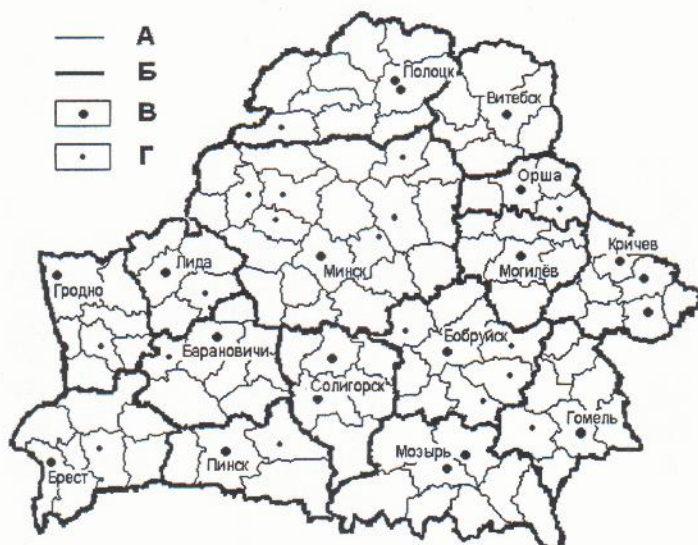 А
Б
В
Г
Полоцк
Витебск
Орша
Кричев
Лида
Гродно
Минск
Могилёв
Барановичи
Бобруйск
Солигорск
Гомель
Мозырь
Пинск
Брест